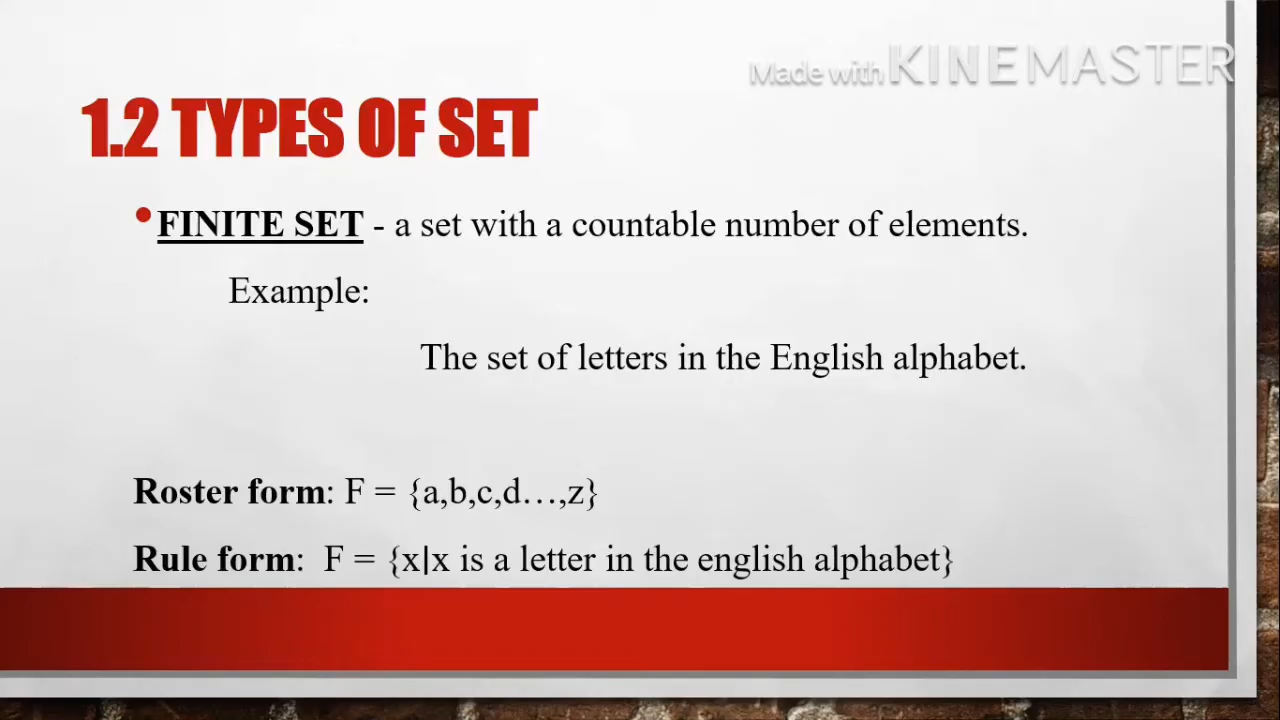 Made with KINEMASTER
1.2 TYPES OF SET
• FINITE SET - a set with a countable number of elements.
Example:
The set of letters in the English alphabet.
Roster form: F = {a,b,c,d…,z}
Rule form: F = {x|x is a letter in the english alphabet}